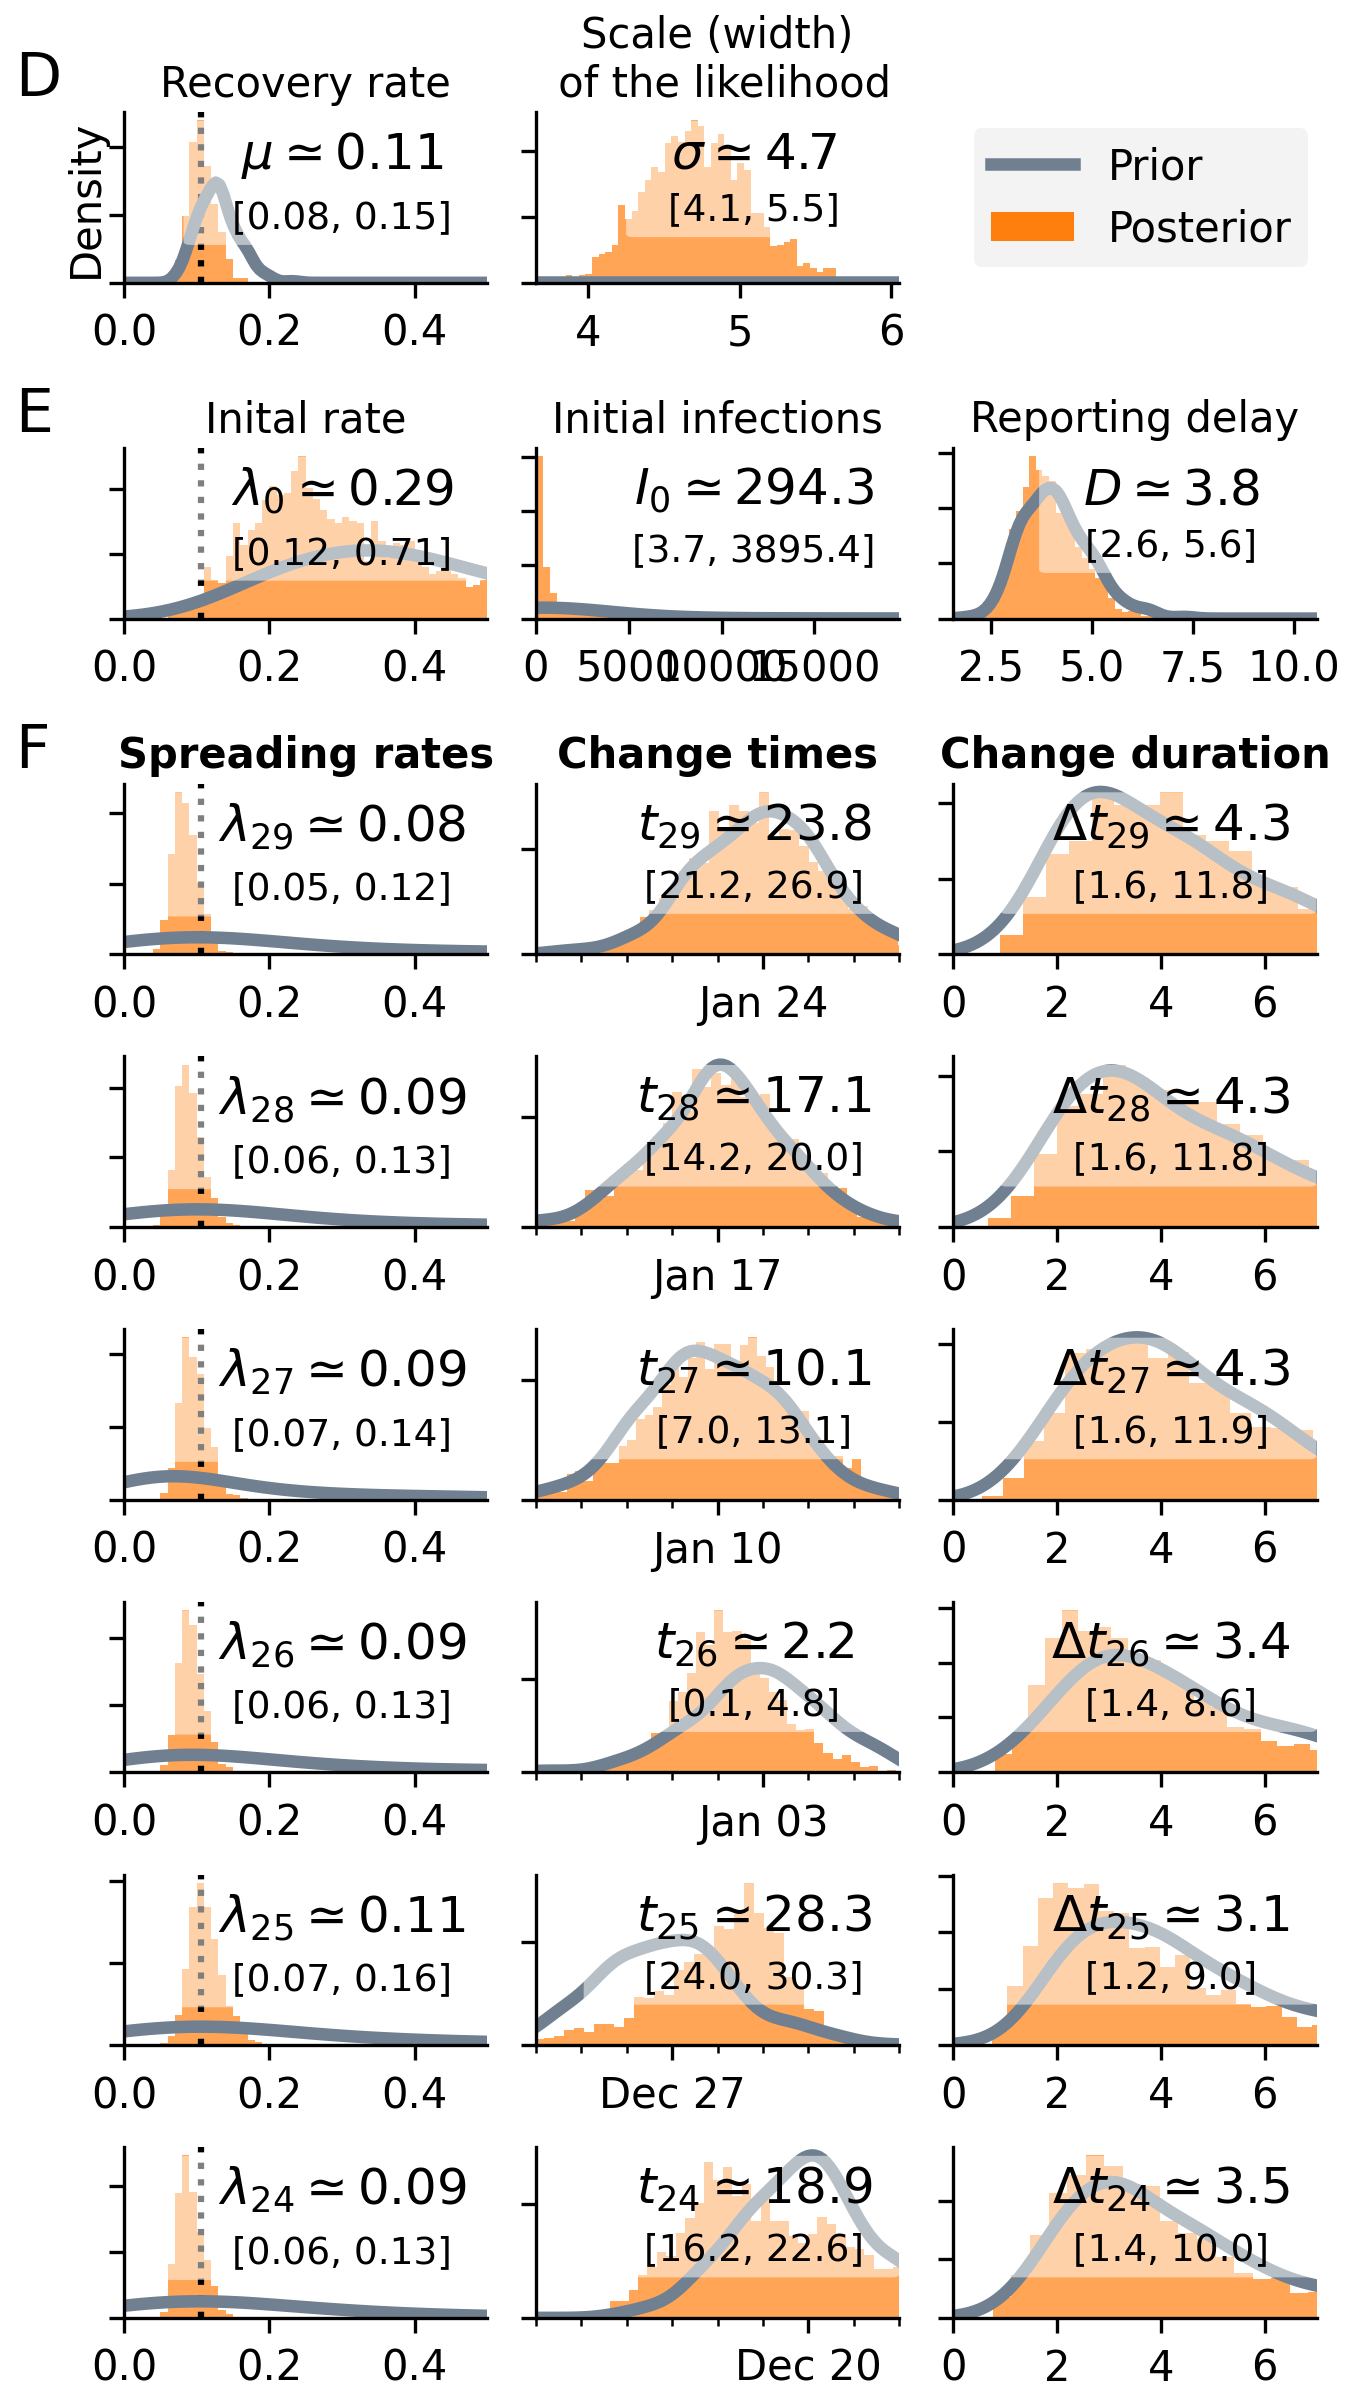 D
Recovery rate
Scale (width)
of the likelihood
Density
μ ≃ 0.11
[0.08, 0.15]
0.0 0.2 0.4
σ ≃ 4.7
[4.1, 5.5]
4 5 6
Prior
Posterior
E
Inital rate
λ0 ≃ 0.29
[0.12, 0.71]
0.0 0.2 0.4
Initial infections
I0 ≃ 294.3
[3.7, 3895.4]
0 5000 10000 15000
Reporting delay
D ≃ 3.8
[2.6, 5.6]
2.5 5.0 7.5 10.0
F
Spreading rates Change times Change duration
λ29 ≃ 0.08
[0.05, 0.12]
0.0 0.2 0.4
t29 ≃ 23.8
[21.2, 26.9]
Jan 24
Δt29 ≃ 4.3
[1.6, 11.8]
0 2 4 6
λ28 ≃ 0.09
[0.06, 0.13]
0.0 0.2 0.4
t28 ≃ 17.1
[14.2, 20.0]
Jan 17
Δt28 ≃ 4.3
[1.6, 11.8]
0 2 4 6
λ27 ≃ 0.09
[0.07, 0.14]
0.0 0.2 0.4
t27 ≃ 10.1
[7.0, 13.1]
Jan 10
Δt27 ≃ 4.3
[1.6, 11.9]
0 2 4 6
λ26 ≃ 0.09
[0.06, 0.13]
0.0 0.2 0.4
t26 ≃ 2.2
[0.1, 4.8]
Jan 03
Δt26 ≃ 3.4
[1.4, 8.6]
0 2 4 6
λ25 ≃ 0.11
[0.07, 0.16]
0.0 0.2 0.4
t25 ≃ 28.3
[24.0, 30.3]
Dec 27
Δt25 ≃ 3.1
[1.2, 9.0]
0 2 4 6
λ24 ≃ 0.09
[0.06, 0.13]
0.0 0.2 0.4
t24 ≃ 18.9
[16.2, 22.6]
Dec 20
Δt24 ≃ 3.5
[1.4, 10.0]
0 2 4 6